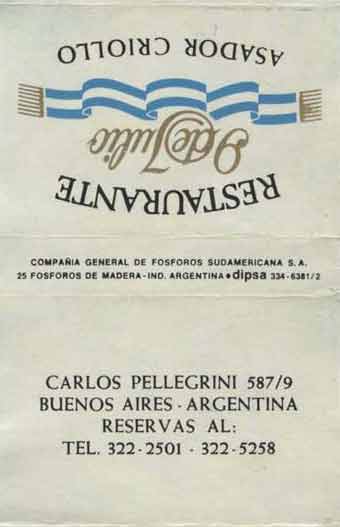 RESTAURANTE
9 de Julio
ASADOR CRIOLLO
COMPAÑIA GENERAL DE FOSFOROS SUDAMERICANA S. A.
25 FOSFOROS DE MADERA-IND. ARGENTINA • dipsa 334-6381/2
CARLOS PELLEGRINI 587/9
BUENOS AIRES - ARGENTINA
RESERVAS AL:
TEL. 322-2501 - 322-5258